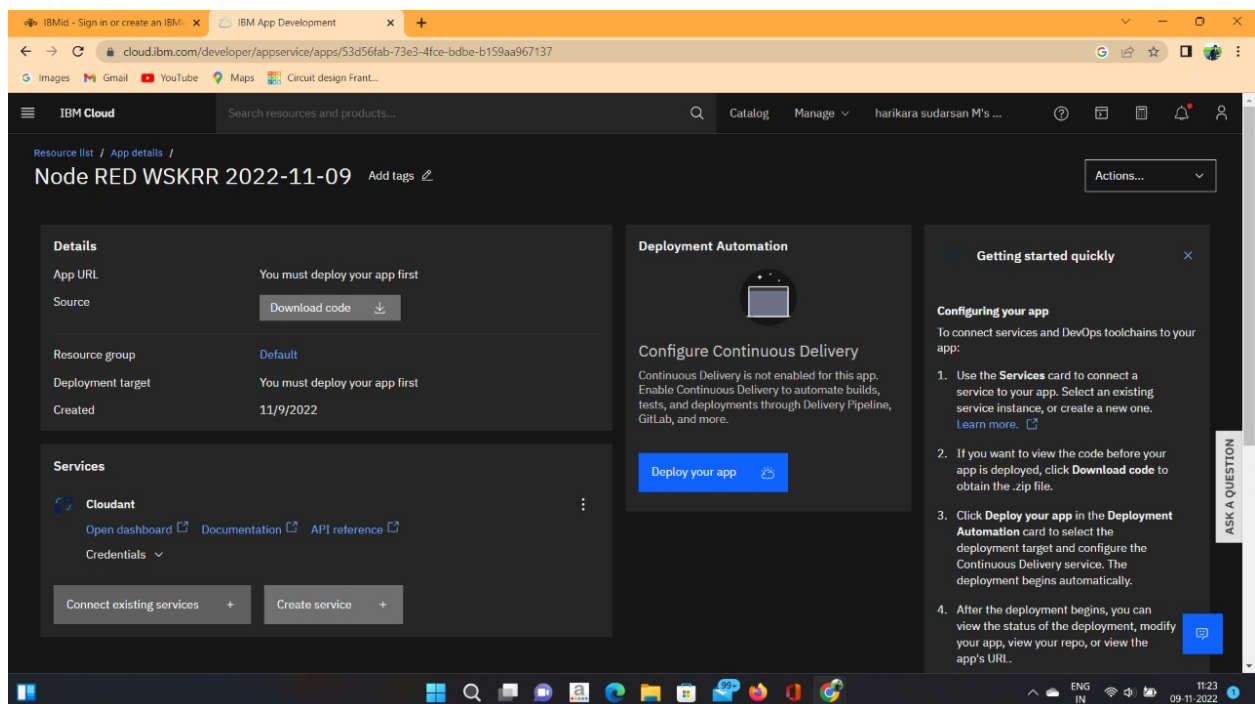 IBMid - Sign in or create an IBMi
IBM App Development
cloud.ibm.com/developer/appservice/apps/53d56fab-73e3-4fce-bdbe-b159aa967137
Images
Gmail
YouTube
Maps
Circuit design Frant...
IBM Cloud
Search resources and products...
Catalog
Manage
harikara sudarsan M's ...
Resource list / App details /
Node RED WSKRR 2022-11-09
Add tags
Actions...
Details
App URL
You must deploy your app first
Source
Download code
Resource group
Default
Deployment target
You must deploy your app first
Created
11/9/2022
Services
Cloudant
Open dashboard
Documentation
API reference
Credentials
Connect existing services +
Create service +
Deployment Automation
Configure Continuous Delivery
Continuous Delivery is not enabled for this app.
Enable Continuous Delivery to automate builds,
tests, and deployments through Delivery Pipeline,
GitLab, and more.
Deploy your app
Getting started quickly
Configuring your app
To connect services and DevOps toolchains to your
app:
1. Use the Services card to connect a
service to your app. Select an existing
service instance, or create a new one.
Learn more.
2. If you want to view the code before your
app is deployed, click Download code to
obtain the .zip file.
3. Click Deploy your app in the Deployment
Automation card to select the
deployment target and configure the
Continuous Delivery service. The
deployment begins automatically.
4. After the deployment begins, you can
view the status of the deployment, modify
your app, view your repo, or view the
app's URL.
ASK A QUESTION
99+
ENG
IN
11:23
09-11-2022
1